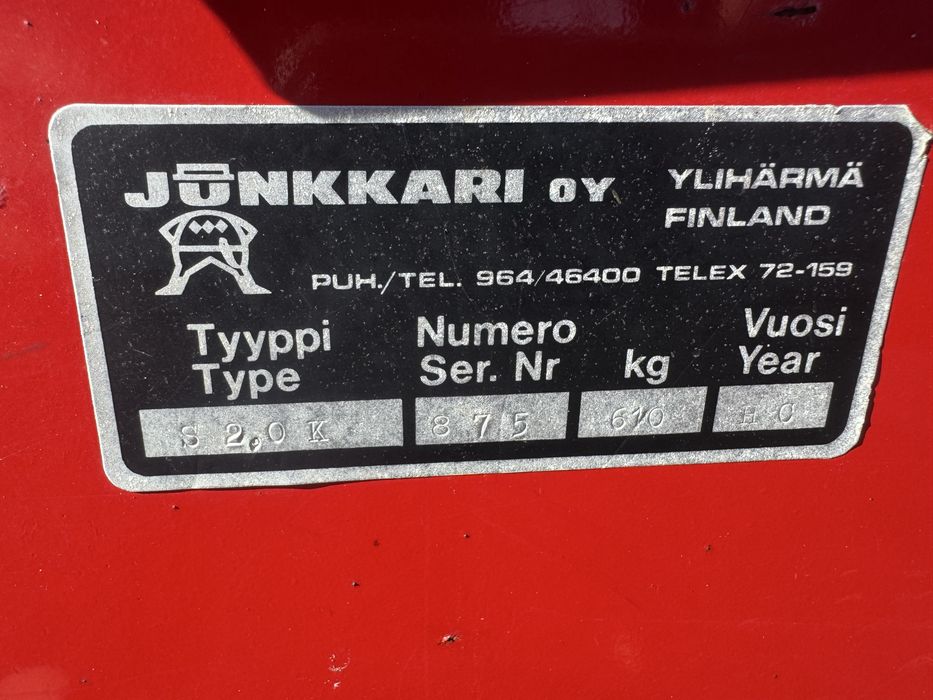 JUNKKARI OY YLIHÄRMÄ
FINLAND
PUH./TEL. 964/46400 TELEX 72-159
Tyyppi Numero Vuosi
Type Ser. Nr kg Year
S 2,0 K 875 610 HC